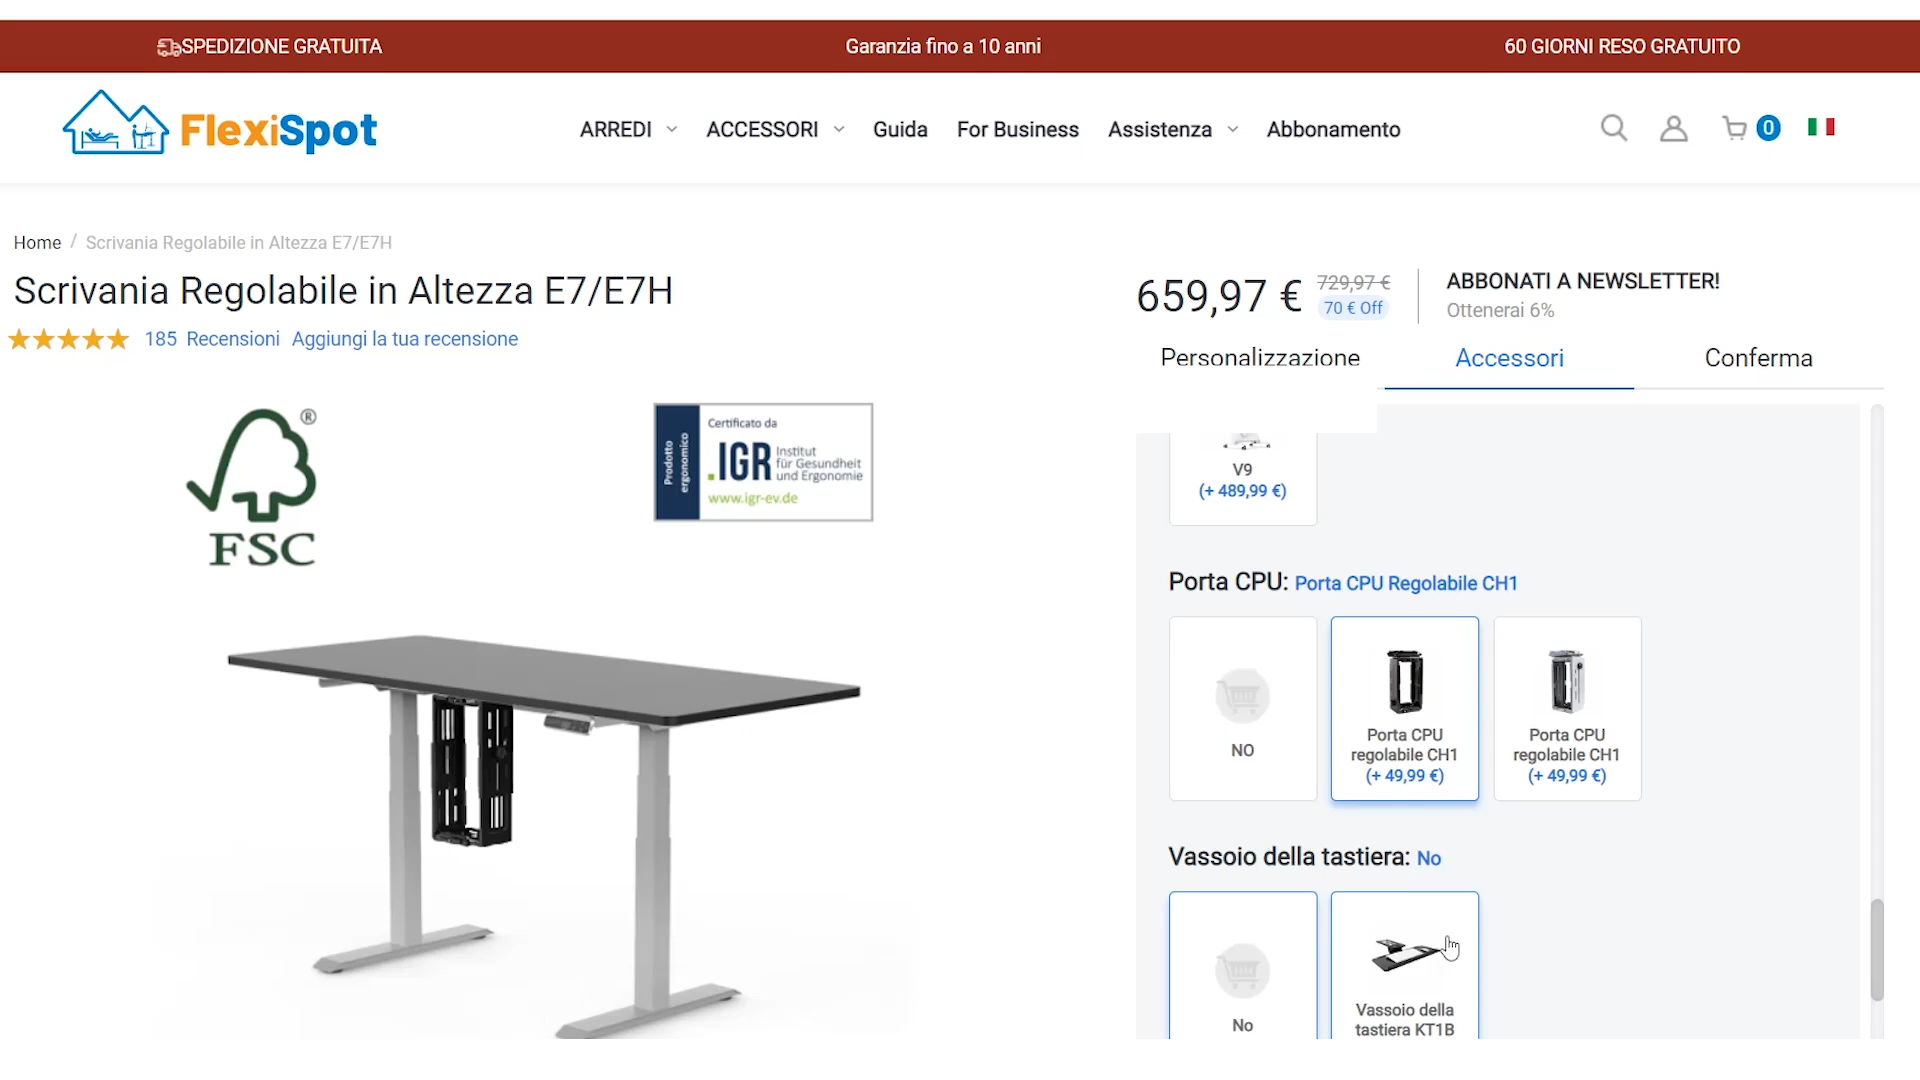 SPEDIZIONE GRATUITA
Garanzia fino a 10 anni
60 GIORNI RESO GRATUITO
FlexiSpot
ARREDI
ACCESSORI
Guida
For Business
Assistenza
Abbonamento
0
Home / Scrivania Regolabile in Altezza E7/E7H
Scrivania Regolabile in Altezza E7/E7H
185 Recensioni Aggiungi la tua recensione
659,97 €
729,97 €
70 € Off
ABBONATI A NEWSLETTER!
Ottenerai 6%
Personalizzazione
Accessori
Conferma
FSC
®
Prodotto
ergonomico
Certificato da
.IGR
Institut
für Gesundheit
und Ergonomie
www.igr-ev.de
V9
(+ 489,99 €)
Porta CPU: Porta CPU Regolabile CH1
NO
Porta CPU
regolabile CH1
(+ 49,99 €)
Porta CPU
regolabile CH1
(+ 49,99 €)
Vassoio della tastiera: No
No
Vassoio della
tastiera KT1B